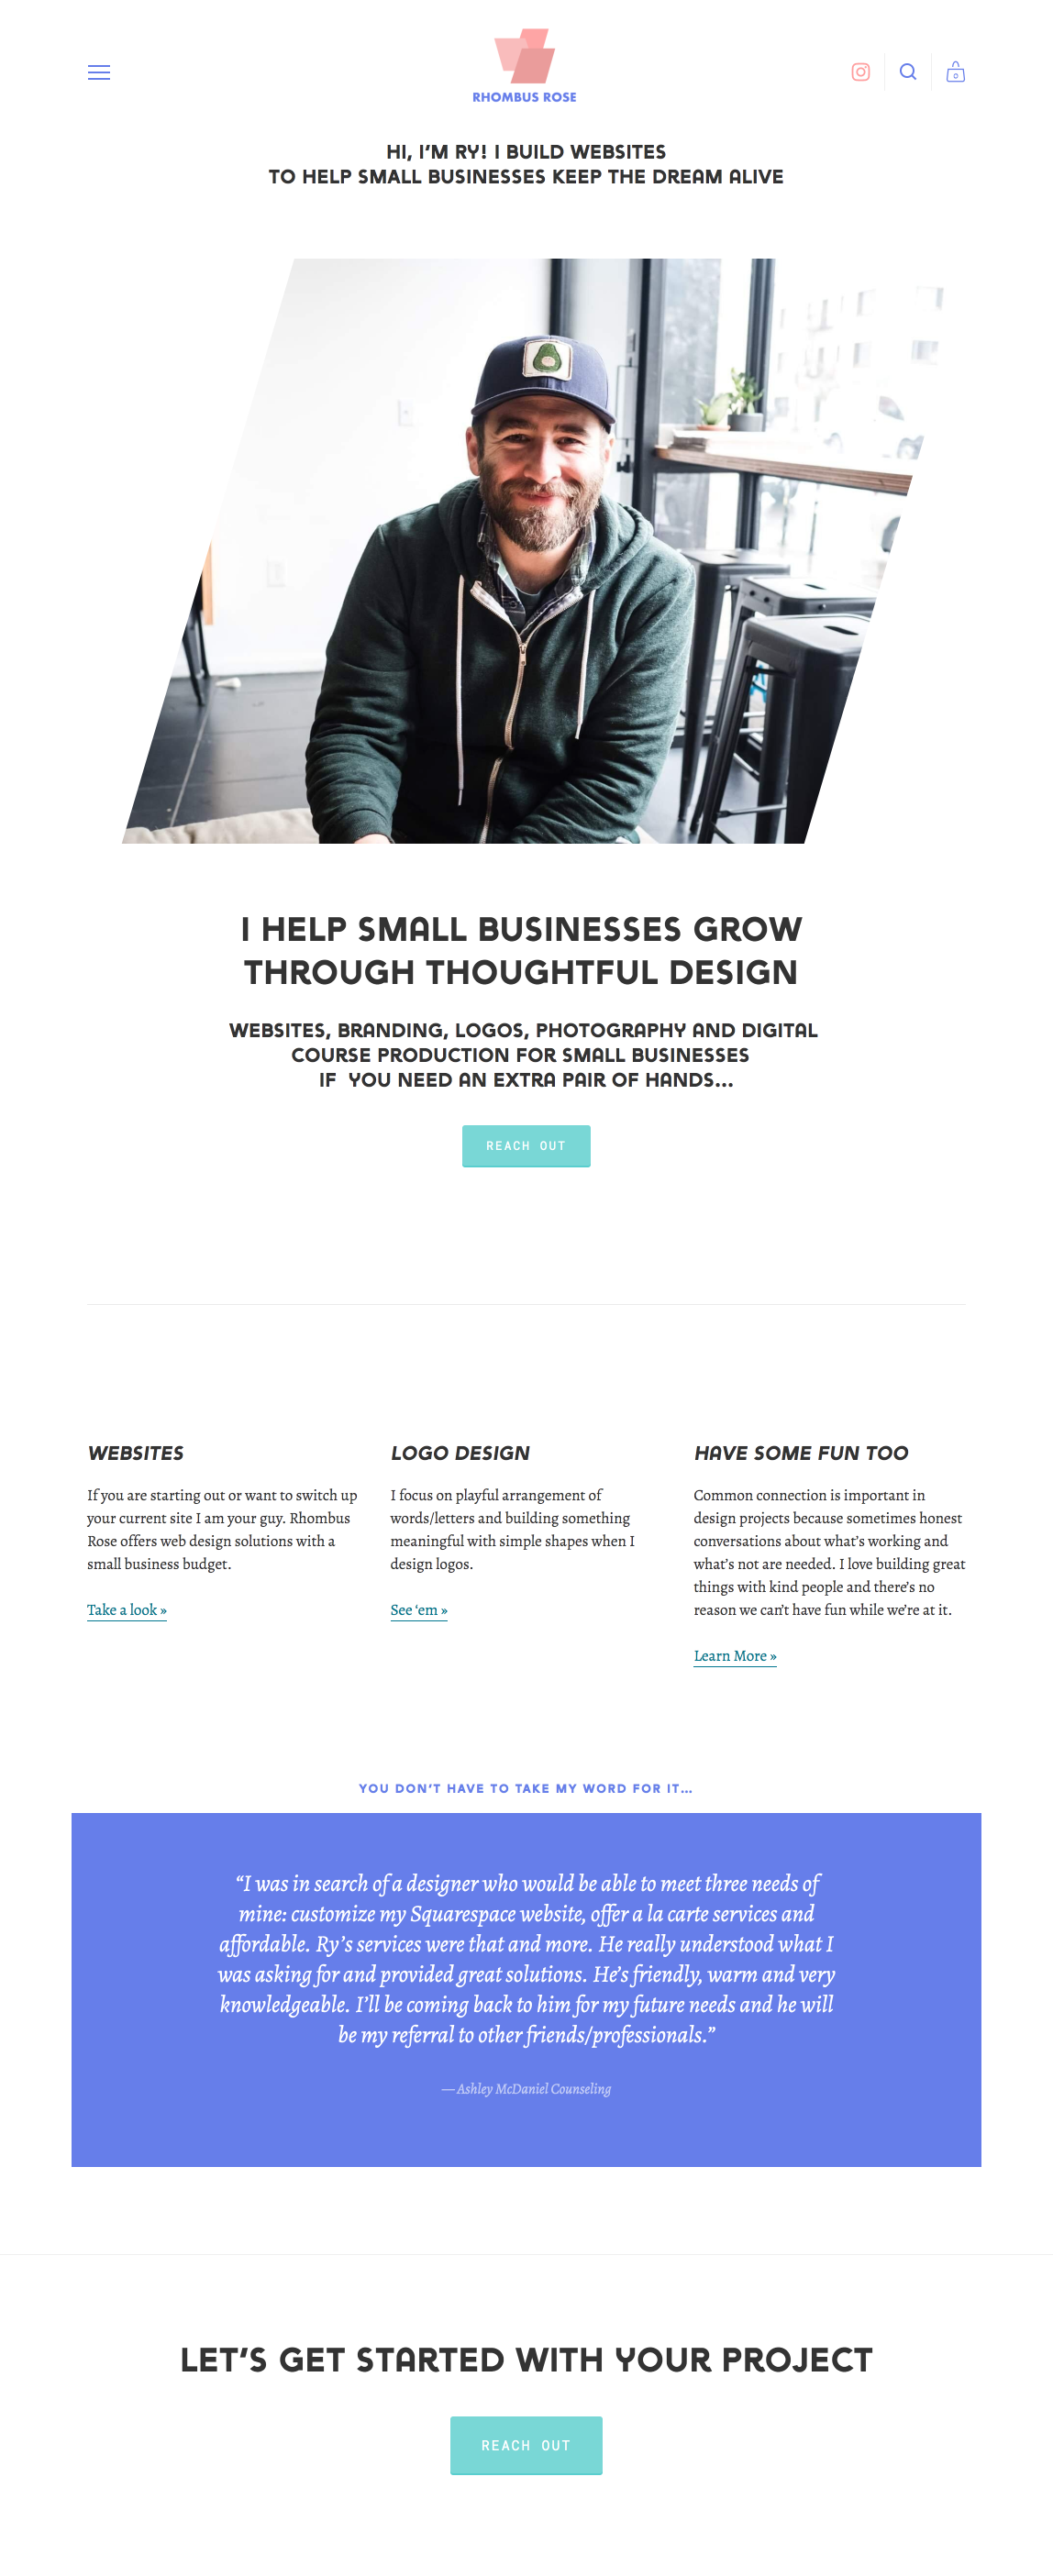 RHOMBUS ROSE
0
HI, I'M RY! I BUILD WEBSITES
TO HELP SMALL BUSINESSES KEEP THE DREAM ALIVE
I HELP SMALL BUSINESSES GROW
THROUGH THOUGHTFUL DESIGN
WEBSITES, BRANDING, LOGOS, PHOTOGRAPHY AND DIGITAL
COURSE PRODUCTION FOR SMALL BUSINESSES
IF YOU NEED AN EXTRA PAIR OF HANDS...
REACH OUT
WEBSITES
If you are starting out or want to switch up
your current site I am your guy. Rhombus
Rose offers web design solutions with a
small business budget.
Take a look »
LOGO DESIGN
I focus on playful arrangement of
words/letters and building something
meaningful with simple shapes when I
design logos.
See ‘em »
HAVE SOME FUN TOO
Common connection is important in
design projects because sometimes honest
conversations about what’s working and
what’s not are needed. I love building great
things with kind people and there’s no
reason we can’t have fun while we’re at it.
Learn More »
YOU DON'T HAVE TO TAKE MY WORD FOR IT...
“I was in search of a designer who would be able to meet three needs of
mine: customize my Squarespace website, offer a la carte services and
affordable. Ry’s services were that and more. He really understood what I
was asking for and provided great solutions. He’s friendly, warm and very
knowledgeable. I’ll be coming back to him for my future needs and he will
be my referral to other friends/professionals.”
— Ashley McDaniel Counseling
LET'S GET STARTED WITH YOUR PROJECT
REACH OUT